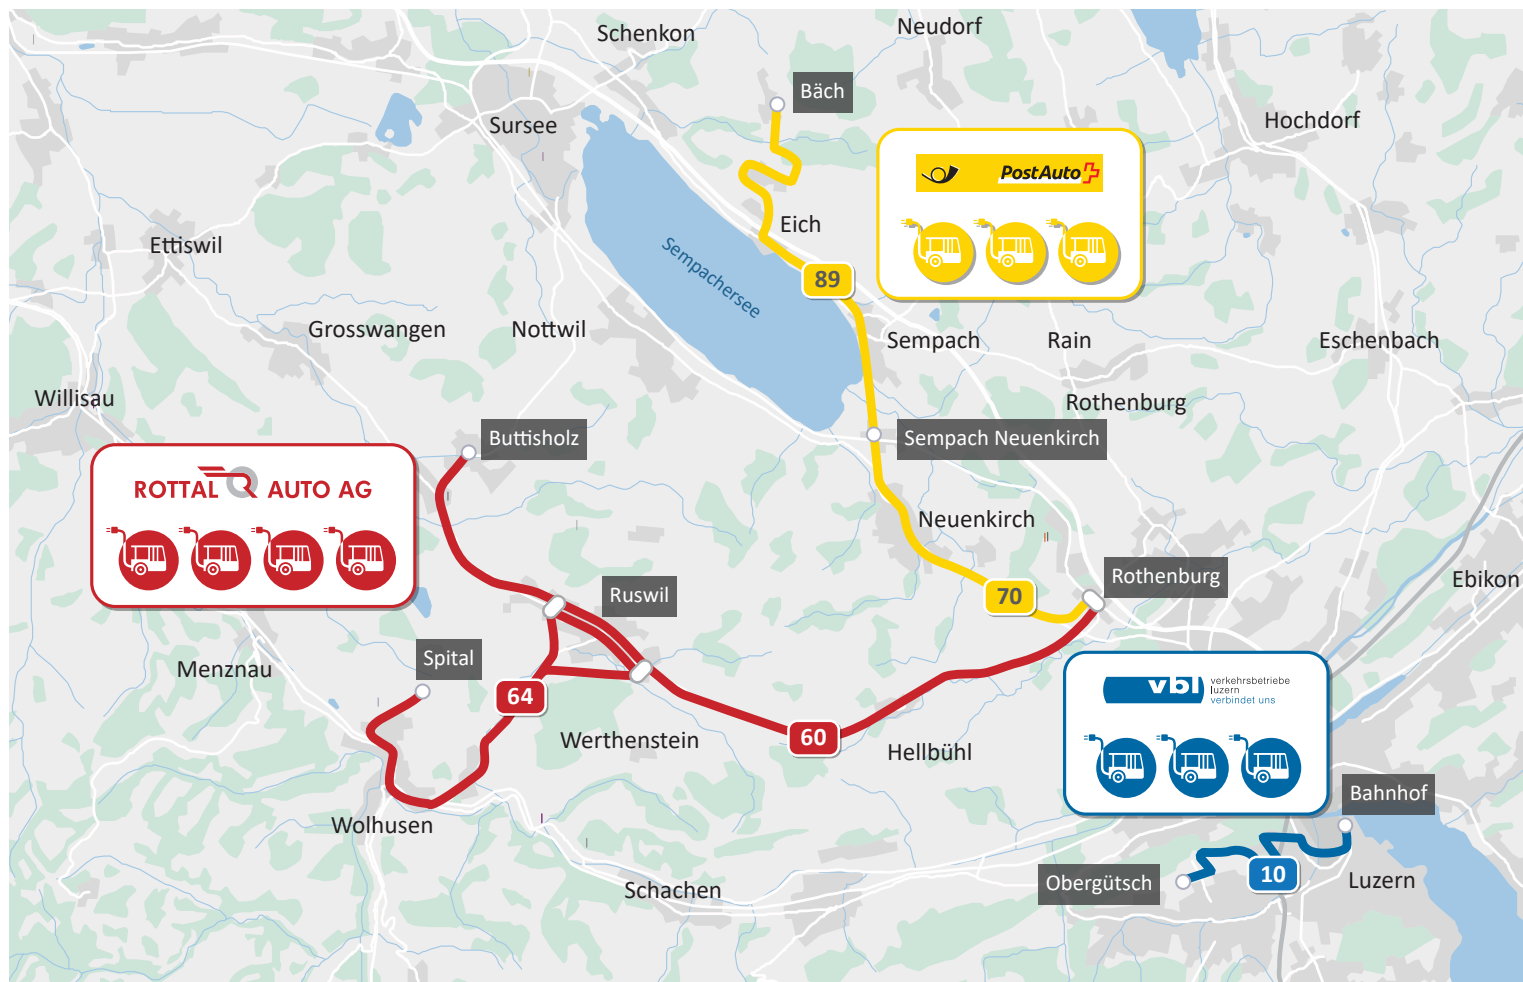 Schenkon
Neudorf
Bäch
Sursee
Hochdorf
PostAuto
Eich
Ettiswil
Sempachersee
89
Grosswangen
Nottwil
Sempach
Rain
Eschenbach
Willisau
Rothenburg
Buttisholz
Sempach Neuenkirch
ROTTAL AUTO AG
Neuenkirch
Rothenburg
Ebikon
Ruswil
70
Spital
Menznau
64
vbl
verkehrsbetriebe
luzern
verbindet uns
Werthenstein
60
Hellbühl
Bahnhof
Wolhusen
10
Obergütsch
Luzern
Schachen